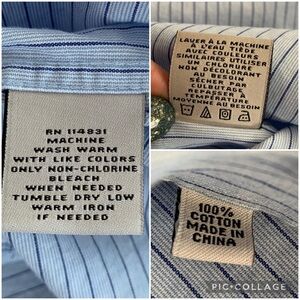 RN 114831
MACHINE
WASH WARM
WITH LIKE COLORS
ONLY NON-CHLORINE
BLEACH
WHEN NEEDED
TUMBLE DRY LOW
WARM IRON
IF NEEDED
LAVER À LA MACHINE
À L'EAU TIÈDE
AVEC COULEURS
SIMILAIRES UTILISER
UN CHLORURE
NON COLORANT
AU BESOIN
SÉCHER PAR
CULBUTAGE
REPASSER À
TEMPÉRATURE
MOYENNE AU BESOIN
100%
COTTON
MADE IN
CHINA
PIC•COLLAGE